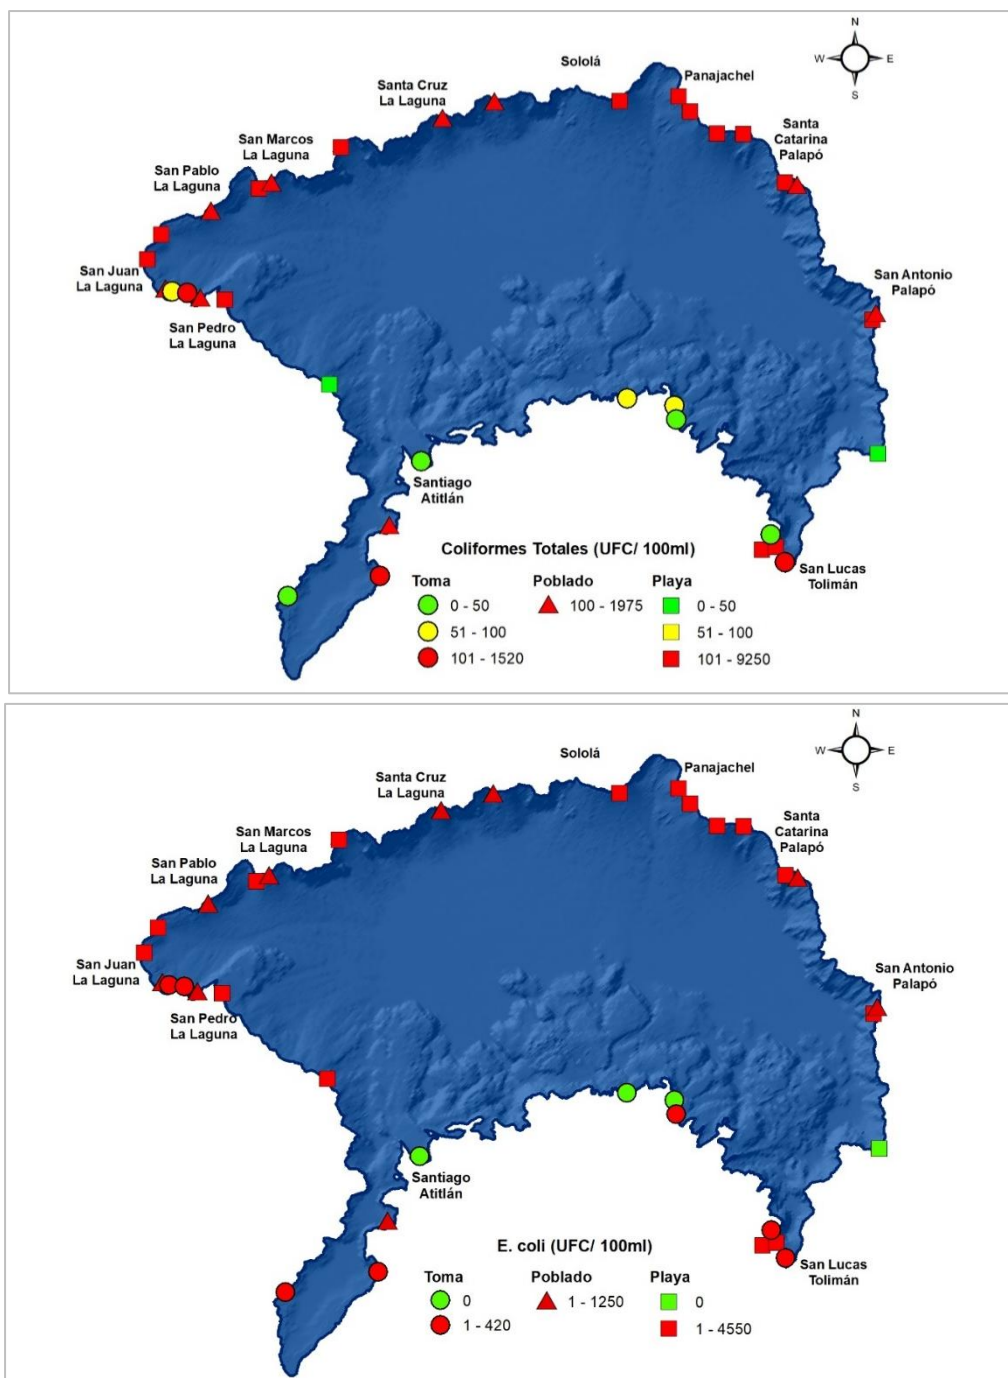 N
W E
S
Sololá
Panajachel
Santa Cruz
La Laguna
Santa
Catarina
Palapó
San Marcos
La Laguna
San Pablo
La Laguna
San Juan
La Laguna
San Antonio
Palapó
San Pedro
La Laguna
Santiago
Atitlán
San Lucas
Tolimán
Coliformes Totales (UFC/ 100ml)
Toma Poblado Playa
0 - 50 100 - 1975 0 - 50
51 - 100 51 - 100
101 - 1520 101 - 9250
N
W E
S
Sololá
Panajachel
Santa Cruz
La Laguna
Santa
Catarina
Palapó
San Marcos
La Laguna
San Pablo
La Laguna
San Juan
La Laguna
San Antonio
Palapó
San Pedro
La Laguna
Santiago
Atitlán
San Lucas
Tolimán
E. coli (UFC/ 100ml)
Toma Poblado Playa
0 1 - 1250 0
1 - 420 1 - 4550